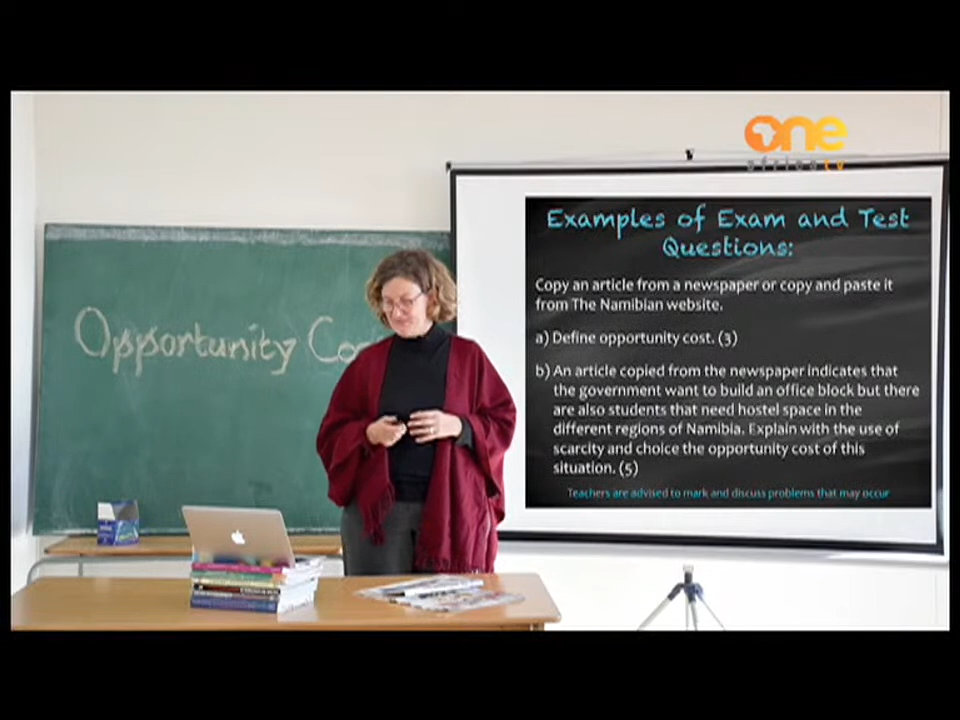 one
africa tv
Opportunity
Examples of Exam and Test
Questions:
Copy an article from a newspaper or copy and paste it
from The Namibian website.
a) Define opportunity cost. (3)
b) An article copied from the newspaper indicates that
the government want to build an office block but there
are also students that need hostel space in the
different regions of Namibia. Explain with the use of
scarcity and choice the opportunity cost of this
situation. (5)
Teachers are advised to mark and discuss problems that may occur